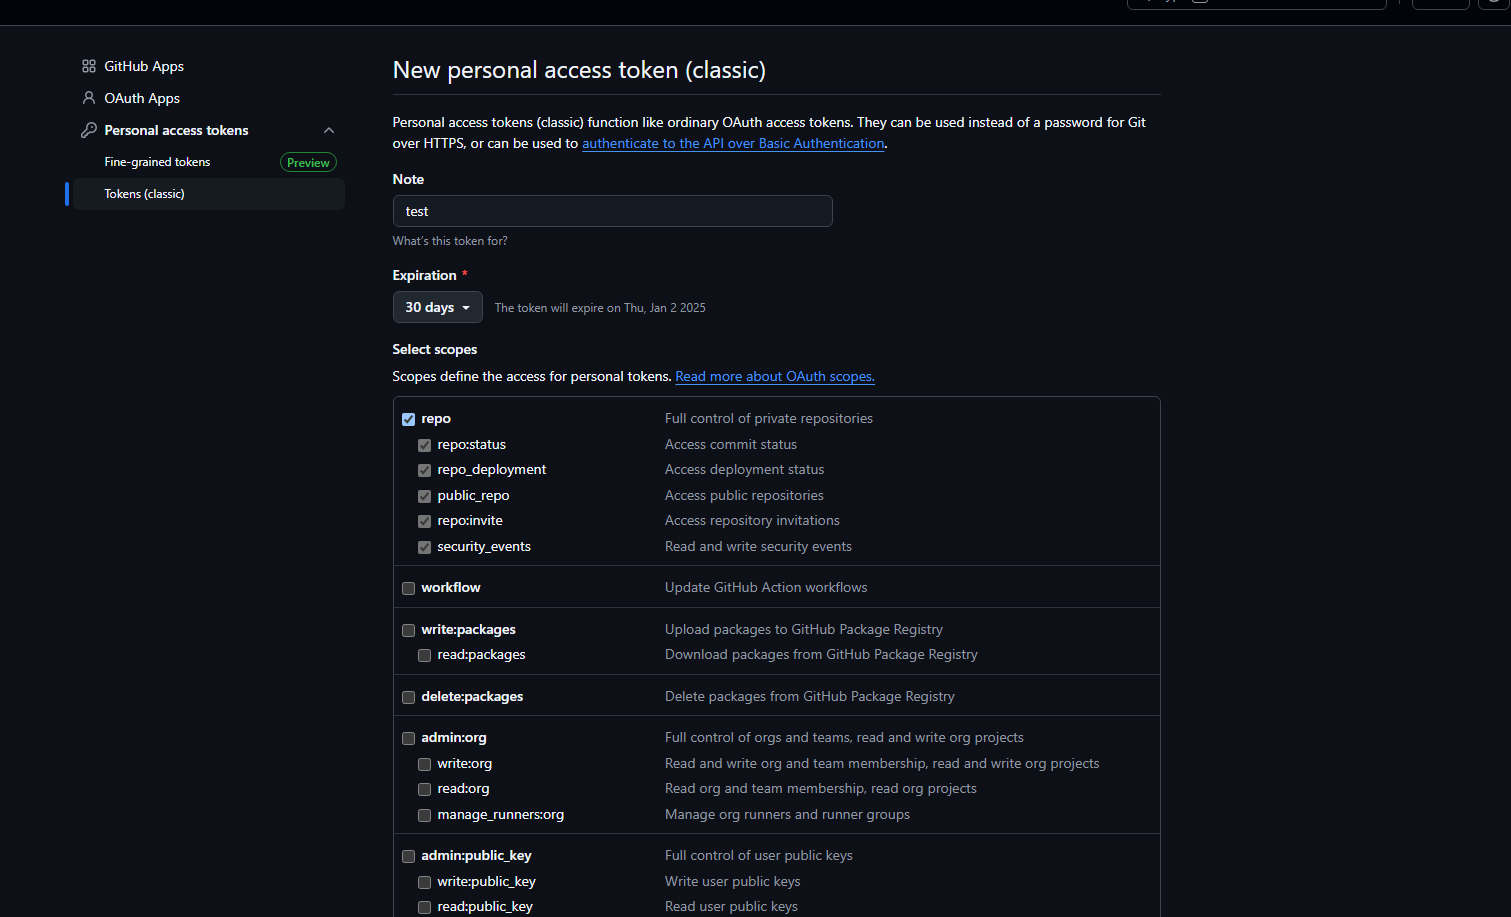 GitHub Apps
OAuth Apps
Personal access tokens
Fine-grained tokens Preview
Tokens (classic)
New personal access token (classic)
Personal access tokens (classic) function like ordinary OAuth access tokens. They can be used instead of a password for Git
over HTTPS, or can be used to authenticate to the API over Basic Authentication.
Note
test
What's this token for?
Expiration *
30 days The token will expire on Thu, Jan 2 2025
Select scopes
Scopes define the access for personal tokens. Read more about OAuth scopes.
repo Full control of private repositories
repo:status Access commit status
repo_deployment Access deployment status
public_repo Access public repositories
repo:invite Access repository invitations
security_events Read and write security events
workflow Update GitHub Action workflows
write:packages Upload packages to GitHub Package Registry
read:packages Download packages from GitHub Package Registry
delete:packages Delete packages from GitHub Package Registry
admin:org Full control of orgs and teams, read and write org projects
write:org Read and write org and team membership, read and write org projects
read:org Read org and team membership, read org projects
manage_runners:org Manage org runners and runner groups
admin:public_key Full control of user public keys
write:public_key Write user public keys
read:public_key Read user public keys